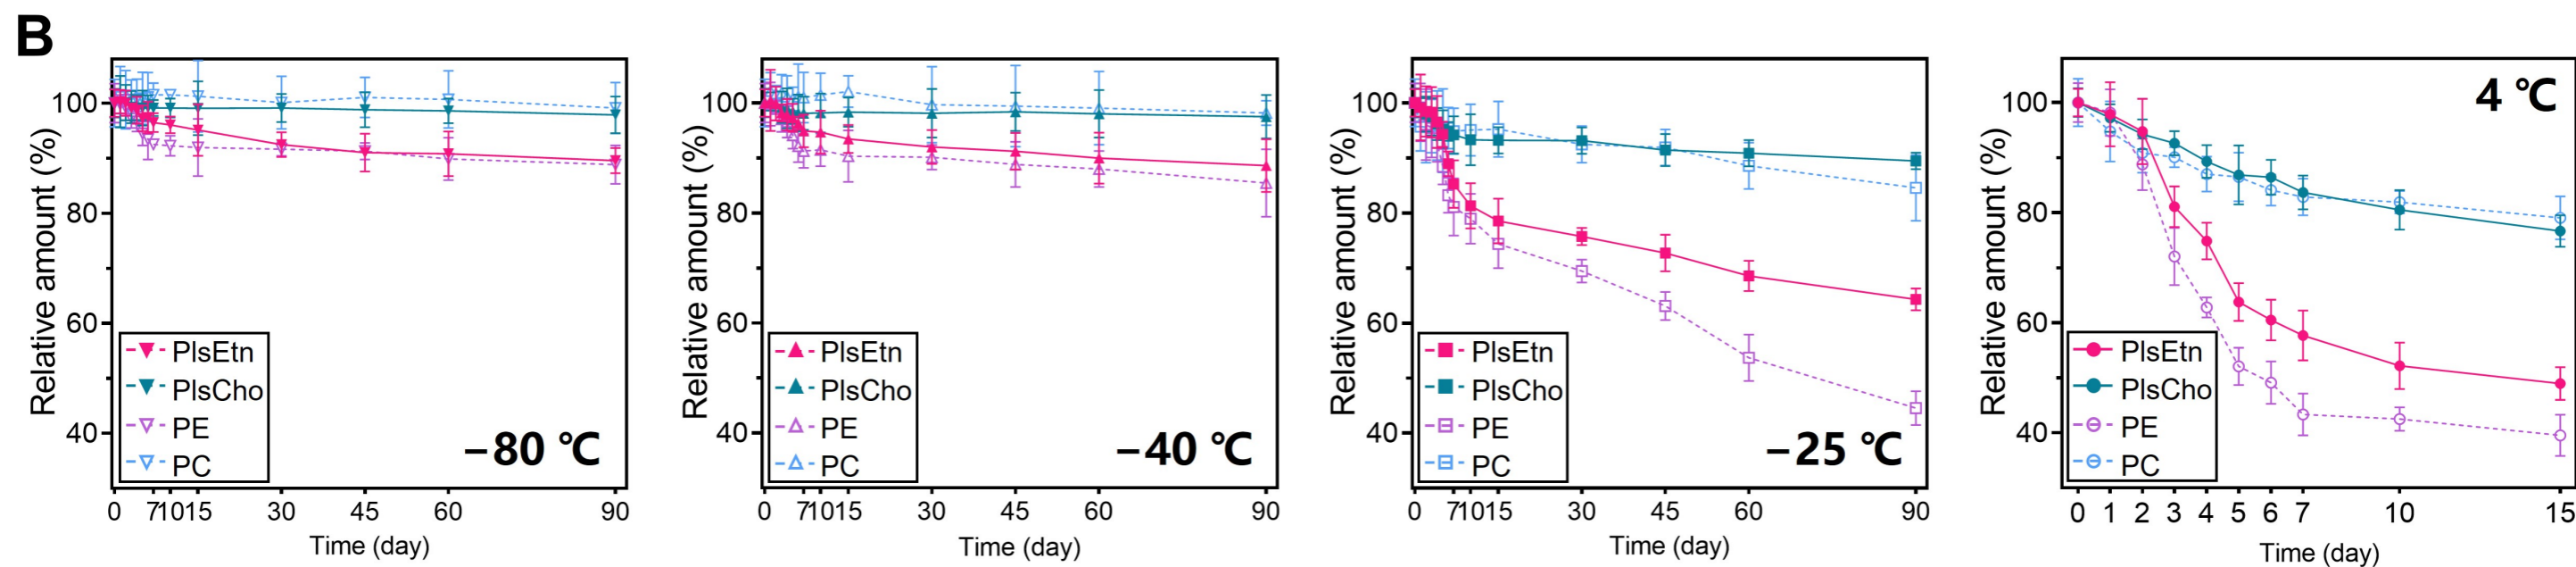 B
Relative amount (%)
100
80
60
40
PlsEtn
PlsCho
PE
PC
−80 ℃
0 7 10 15 30 45 60 90
Time (day)
Relative amount (%)
100
80
60
40
PlsEtn
PlsCho
PE
PC
−40 ℃
0 7 10 15 30 45 60 90
Time (day)
Relative amount (%)
100
80
60
40
PlsEtn
PlsCho
PE
PC
−25 ℃
0 7 10 15 30 45 60 90
Time (day)
Relative amount (%)
100
80
60
40
4 ℃
PlsEtn
PlsCho
PE
PC
0 1 2 3 4 5 6 7 10 15
Time (day)